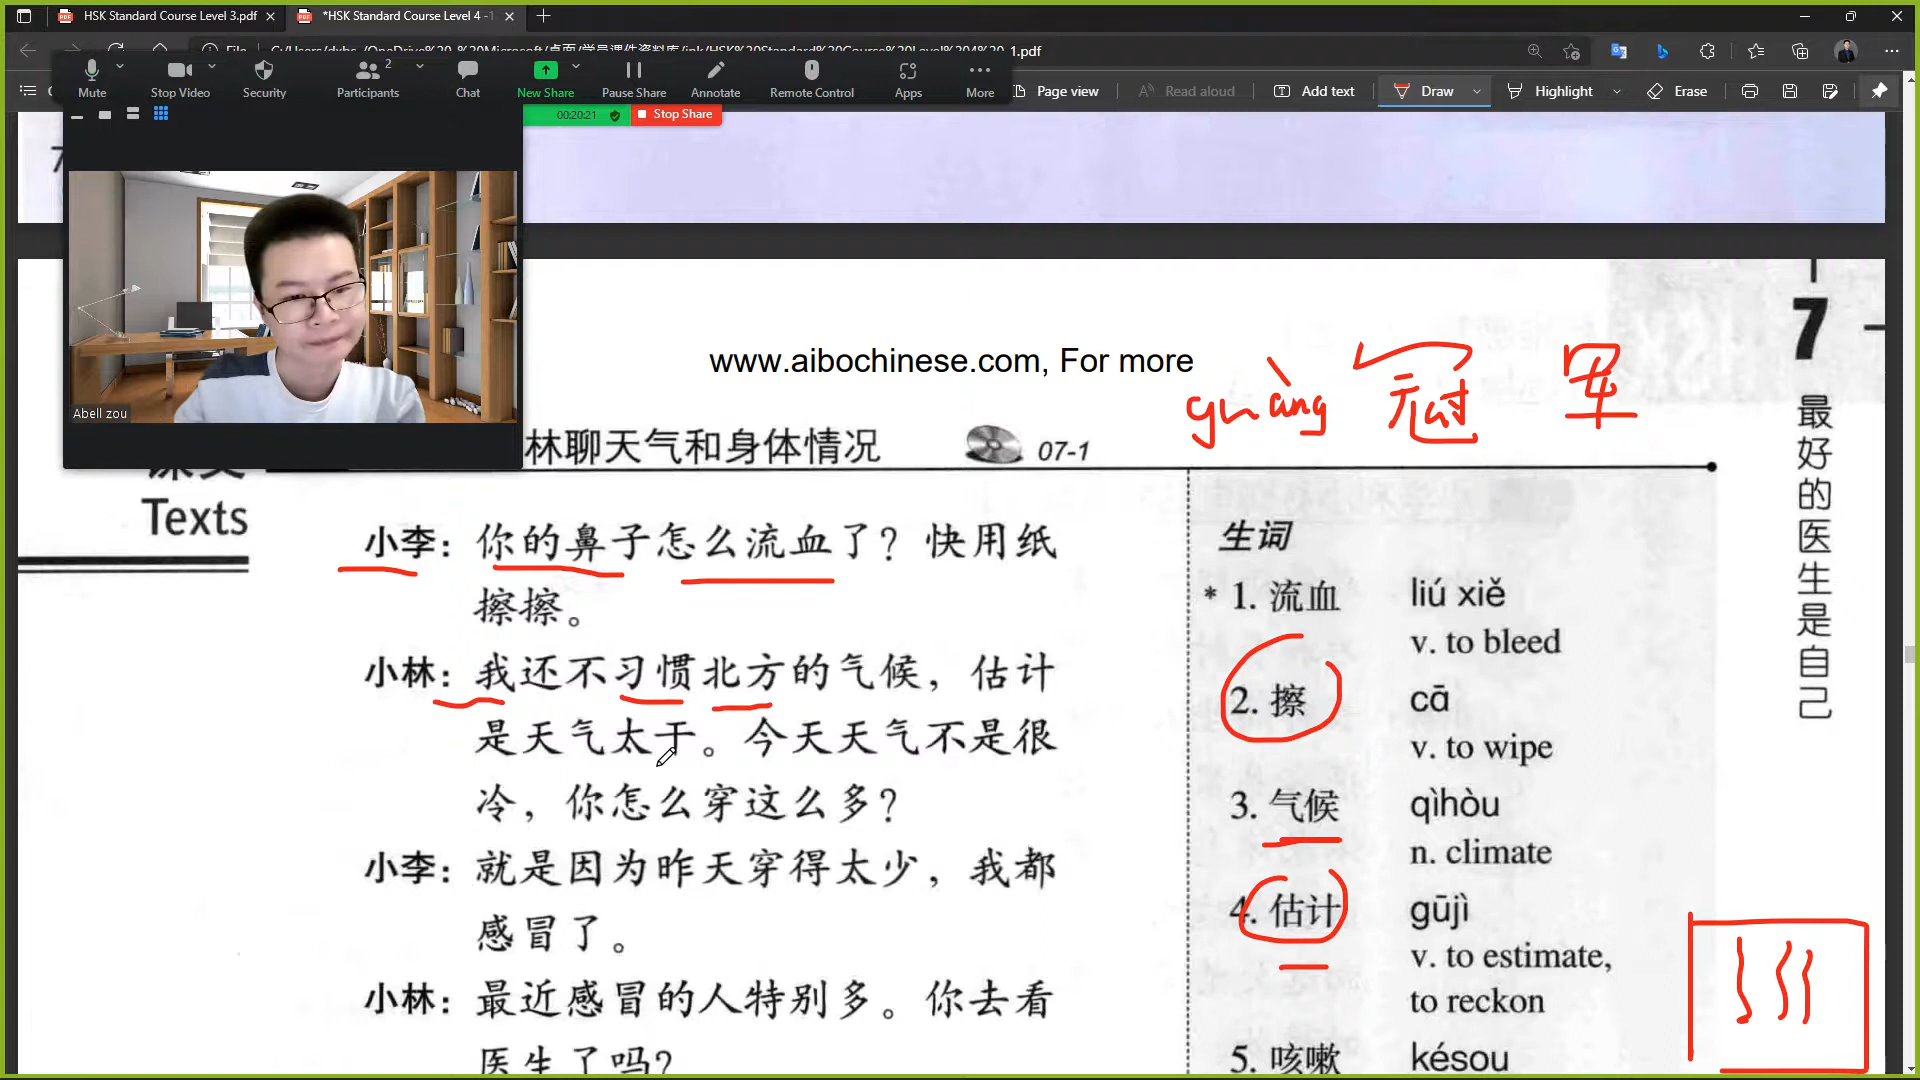 HSK Standard Course Level 3.pdf
*HSK Standard Course Level 4 -1
File
1.pdf
Mute
Stop Video
Security
2
Participants
Chat
New Share
Pause Share
Annotate
Remote Control
Apps
More
Page view
Read aloud
Add text
Draw
Highlight
Erase
00:20:21
Stop Share
Abell zou
www.aibochinese.com, For more
guàng 冠 军
7
最好的医生是自己
林聊天气和身体情况
07-1
Texts
小李：你的鼻子怎么流血了？快用纸
擦擦。
小林：我还不习惯北方的气候，估计
是天气太干。今天天气不是很
冷，你怎么穿这么多？
小李：就是因为昨天穿得太少，我都
感冒了。
小林：最近感冒的人特别多。你去看
医生了吗？
生词
* 1. 流血 liú xiě
v. to bleed
2. 擦 cā
v. to wipe
3. 气候 qìhòu
n. climate
4. 估计 gūjì
v. to estimate,
to reckon
5. 咳嗽 késou